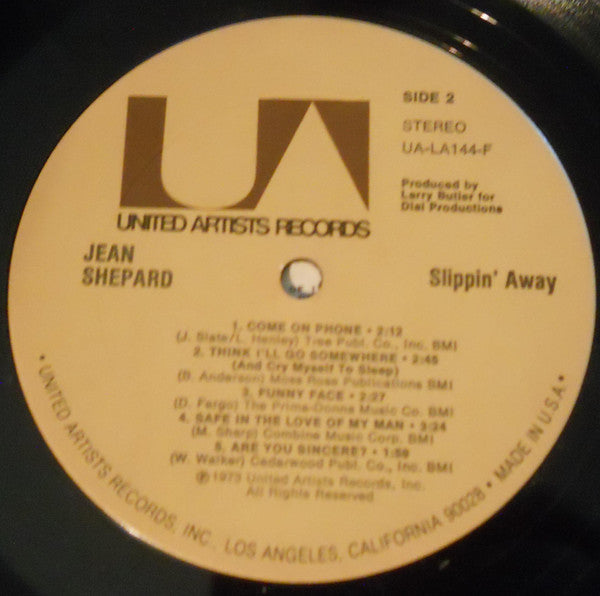 UA
UNITED ARTISTS RECORDS
SIDE 2
STEREO
UA-LA144-F
Produced by
Larry Butler for
Dial Productions
JEAN
SHEPARD
Slippin' Away
1. COME ON PHONE • 2:12
(J. Slate/L. Henley) Tree Publ. Co., Inc. BMI
2. THINK I'LL GO SOMEWHERE • 2:45
(And Cry Myself To Sleep)
(B. Anderson) Moss Rose Publications BMI
3. FUNNY FACE • 2:27
(D. Fargo) The Prima-Donna Music Co. BMI
4. SAFE IN THE LOVE OF MY MAN • 3:24
(M. Sharp) Combine Music Corp. BMI
5. ARE YOU SINCERE? • 1:59
(W. Walker) Cedarwood Publ. Co., Inc. BMI
℗ 1973 United Artists Records, Inc.
All Rights Reserved
• UNITED ARTISTS RECORDS, INC. LOS ANGELES, CALIFORNIA 90028 • MADE IN U.S.A. •